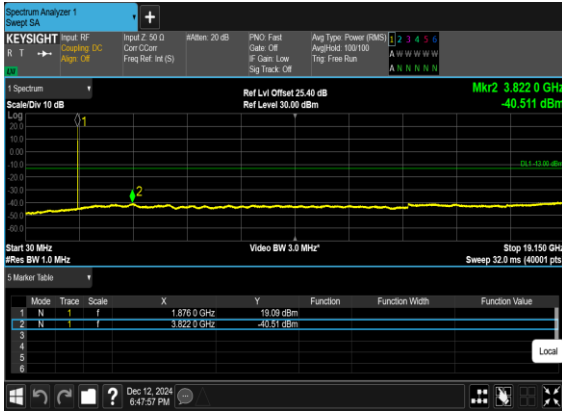 Spectrum Analyzer 1
Swept SA
+
KEYSIGHT
R T
Input: RF
Coupling: DC
Align: Off
Input Z: 50 Ω
Corr CCorr
Freq Ref: Int (S)
#Atten: 20 dB
PNO: Fast
Gate: Off
IF Gain: Low
Sig Track: Off
Avg Type: Power (RMS)
Avg|Hold: 100/100
Trig: Free Run
1 2 3 4 5 6
A W W W W W
A N N N N N
1 Spectrum
Scale/Div 10 dB
Ref Lvl Offset 25.40 dB
Ref Level 30.00 dBm
Mkr2 3.822 0 GHz
-40.511 dBm
Log
20.0
10.0
0.00
-10.0
-20.0
-30.0
-40.0
-50.0
-60.0
1
2
DL1 -13.00 dBm
Start 30 MHz
#Res BW 1.0 MHz
Video BW 3.0 MHz*
Stop 19.150 GHz
Sweep 32.0 ms (40001 pts)
5 Marker Table
Mode Trace Scale X Y Function Function Width Function Value
1 N 1 f 1.876 0 GHz 19.09 dBm
2 N 1 f 3.822 0 GHz -40.51 dBm
3
4
5
6
Local
?
Dec 12, 2024
6:47:57 PM